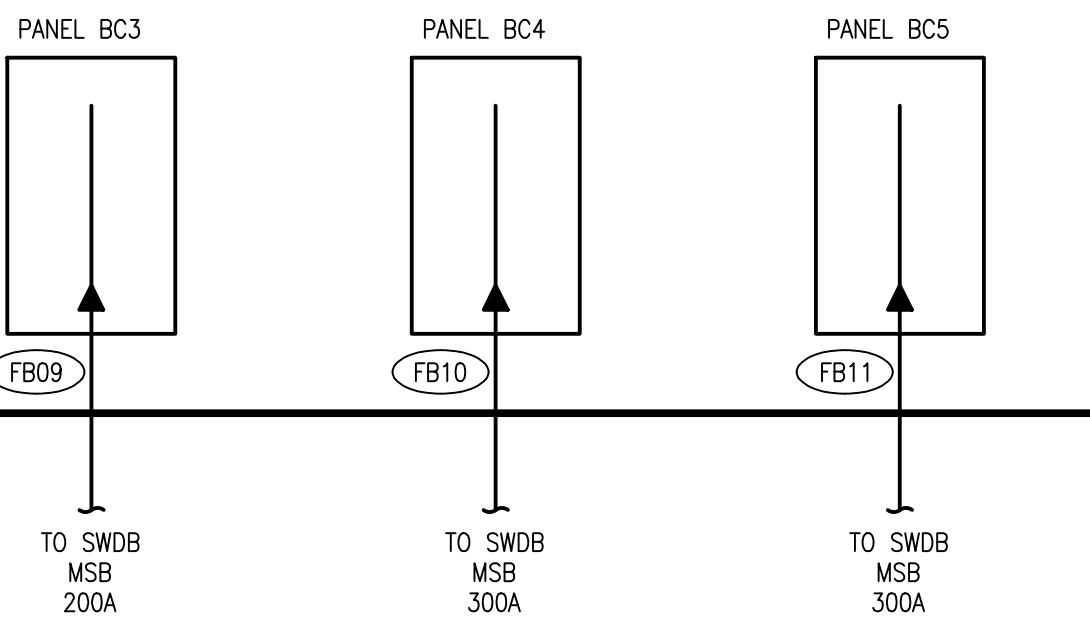 PANEL BC3
PANEL BC4
PANEL BC5
FB09
FB10
FB11
TO SWDB
MSB
200A
TO SWDB
MSB
300A
TO SWDB
MSB
300A